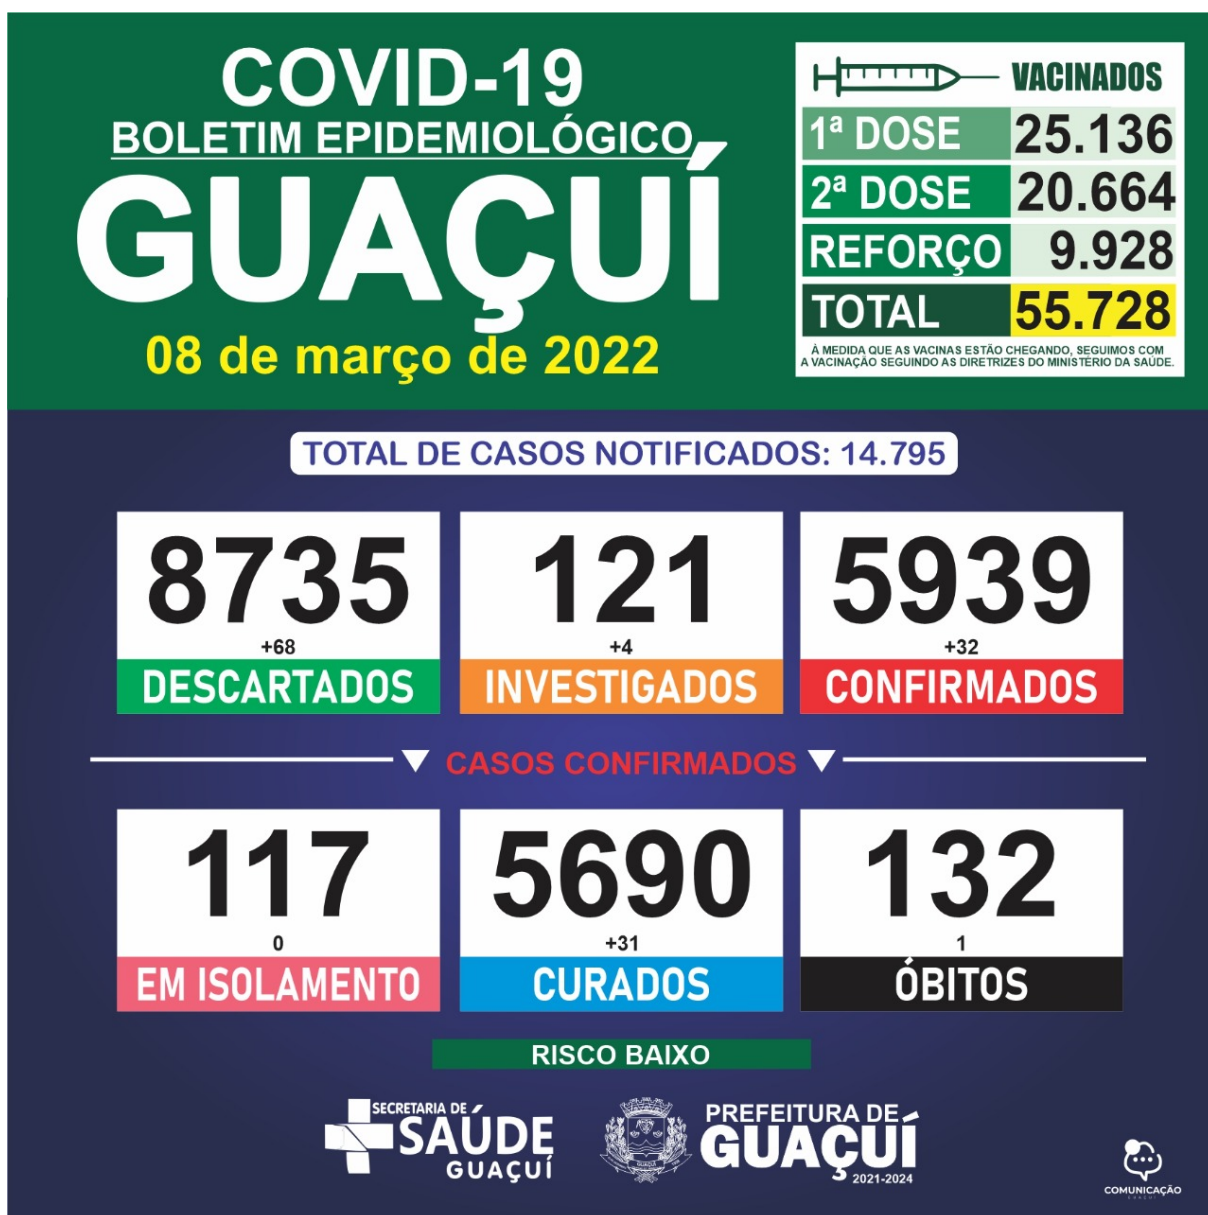 COVID-19
BOLETIM EPIDEMIOLÓGICO
GUAÇUÍ
08 de março de 2022
VACINADOS
1ª DOSE 25.136
2ª DOSE 20.664
REFORÇO 9.928
TOTAL 55.728
À MEDIDA QUE AS VACINAS ESTÃO CHEGANDO, SEGUIMOS COM
A VACINAÇÃO SEGUINDO AS DIRETRIZES DO MINISTÉRIO DA SAÚDE.
TOTAL DE CASOS NOTIFICADOS: 14.795
8735
+68
DESCARTADOS
121
+4
INVESTIGADOS
5939
+32
CONFIRMADOS
CASOS CONFIRMADOS
117
0
EM ISOLAMENTO
5690
+31
CURADOS
132
1
ÓBITOS
RISCO BAIXO
SECRETARIA DE
SAÚDE
GUAÇUÍ
PREFEITURA DE
GUAÇUÍ
2021-2024
COMUNICAÇÃO